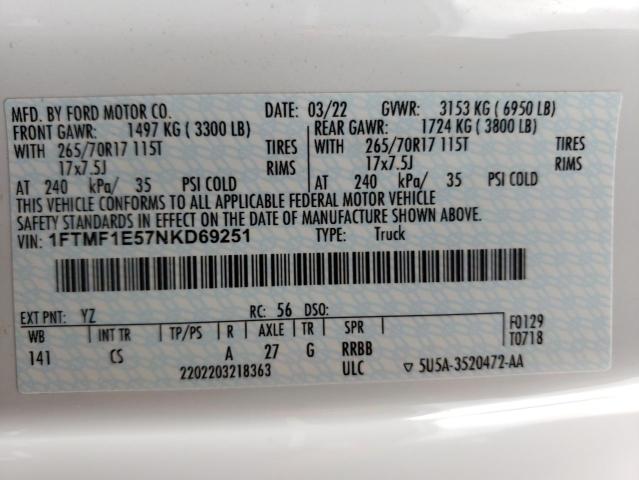 MFD. BY FORD MOTOR CO. DATE: 03/22 GVWR: 3153 KG ( 6950 LB)
FRONT GAWR: 1497 KG ( 3300 LB) REAR GAWR: 1724 KG ( 3800 LB)
WITH 265/70R17 115T TIRES WITH 265/70R17 115T TIRES
17x7.5J RIMS 17x7.5J RIMS
AT 240 kPa/ 35 PSI COLD AT 240 kPa/ 35 PSI COLD
THIS VEHICLE CONFORMS TO ALL APPLICABLE FEDERAL MOTOR VEHICLE
SAFETY STANDARDS IN EFFECT ON THE DATE OF MANUFACTURE SHOWN ABOVE.
VIN: 1FTMF1E57NKD69251 TYPE: Truck
EXT PNT: YZ RC: 56 DSO:
WB INT TR TP/PS R AXLE TR SPR F0129
T0718
141 CS A 27 G RRBB
2202203218363 ULC ▽ 5U5A-3520472-AA